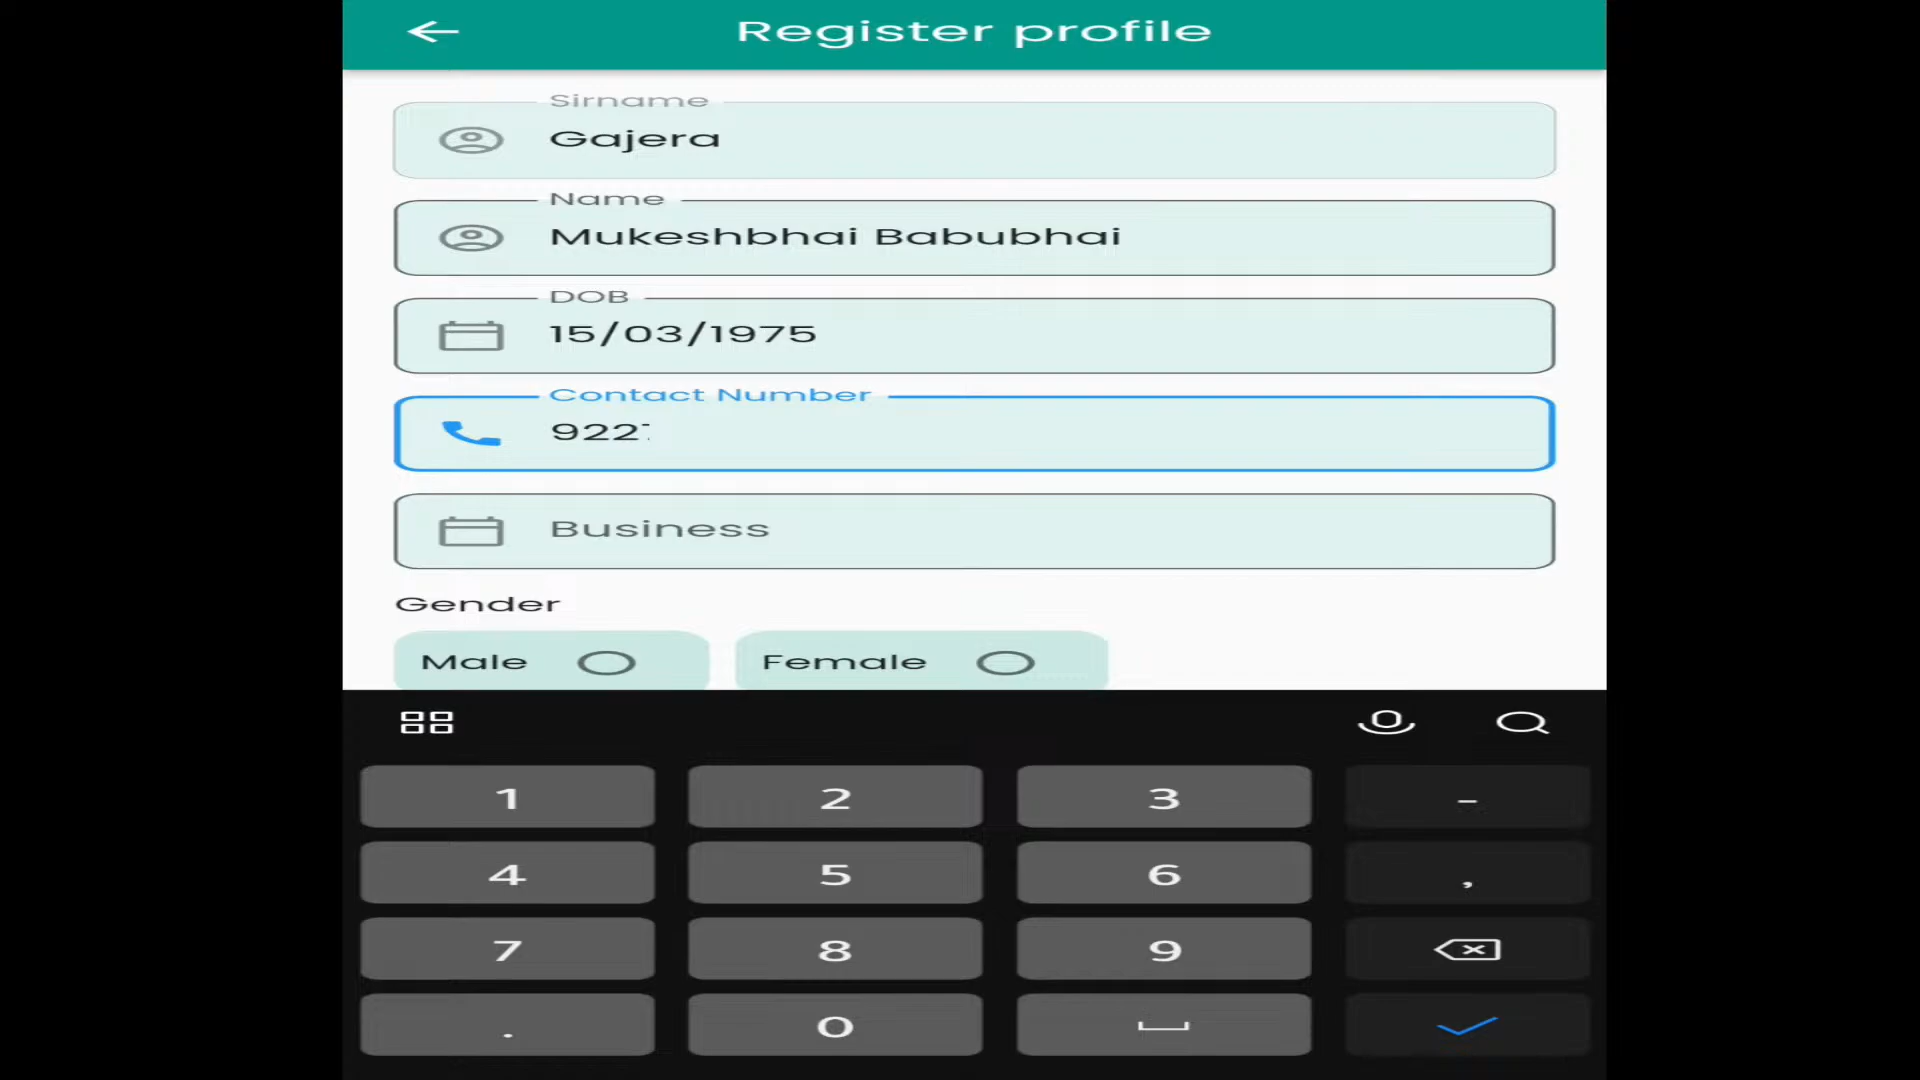 Register profile
Sirname
Gajera
Name
Mukeshbhai Babubhai
DOB
15/03/1975
Contact Number
922
Business
Gender
Male Female
1 2 3 -
4 5 6 ,
7 8 9
. 0